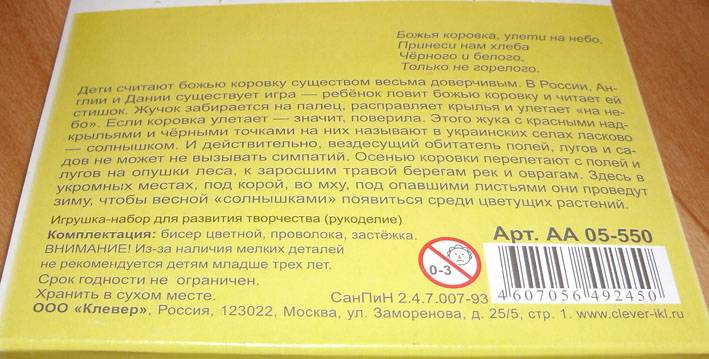 Божья коровка, улети на небо,
Принеси нам хлеба
Чёрного и белого,
Только не горелого.
Дети считают божью коровку существом весьма доверчивым. В России, Ан-
глии и Дании существует игра — ребёнок ловит божью коровку и читает ей
стишок. Жучок забирается на палец, расправляет крылья и улетает «на не-
бо». Если коровка улетает — значит, поверила. Этого жука с красными над-
крыльями и чёрными точками на них называют в украинских селах ласково
— солнышком. И действительно, вездесущий обитатель полей, лугов и са-
дов не может не вызывать симпатий. Осенью коровки перелетают с полей и
лугов на опушки леса, к заросшим травой берегам рек и оврагам. Здесь в
укромных местах, под корой, во мху, под опавшими листьями они проведут
зиму, чтобы весной «солнышками» появиться среди цветущих растений.
Игрушка-набор для развития творчества (рукоделие)
Комплектация: бисер цветной, проволока, застёжка.
ВНИМАНИЕ! Из-за наличия мелких деталей
не рекомендуется детям младше трех лет.
Срок годности не ограничен.
Хранить в сухом месте.
0-3
СанПиН 2.4.7.007-93
Арт. АА 05-550
4607056492450
ООО «Клевер», Россия, 123022, Москва, ул. Заморенова, д. 25/5, стр. 1. www.clever-ikl.ru